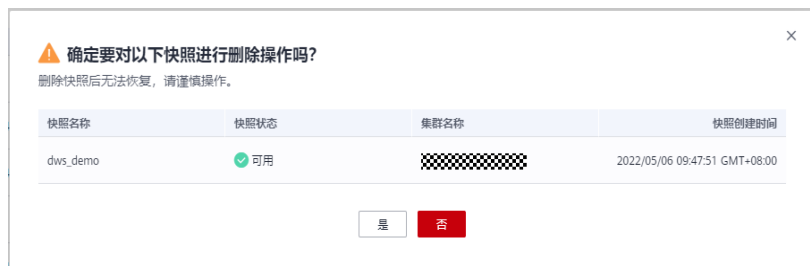 确定要对以下快照进行删除操作吗？
删除快照后无法恢复，请谨慎操作。
快照名称 快照状态 集群名称 快照创建时间
dws_demo 可用 2022/05/06 09:47:51 GMT+08:00
是 否